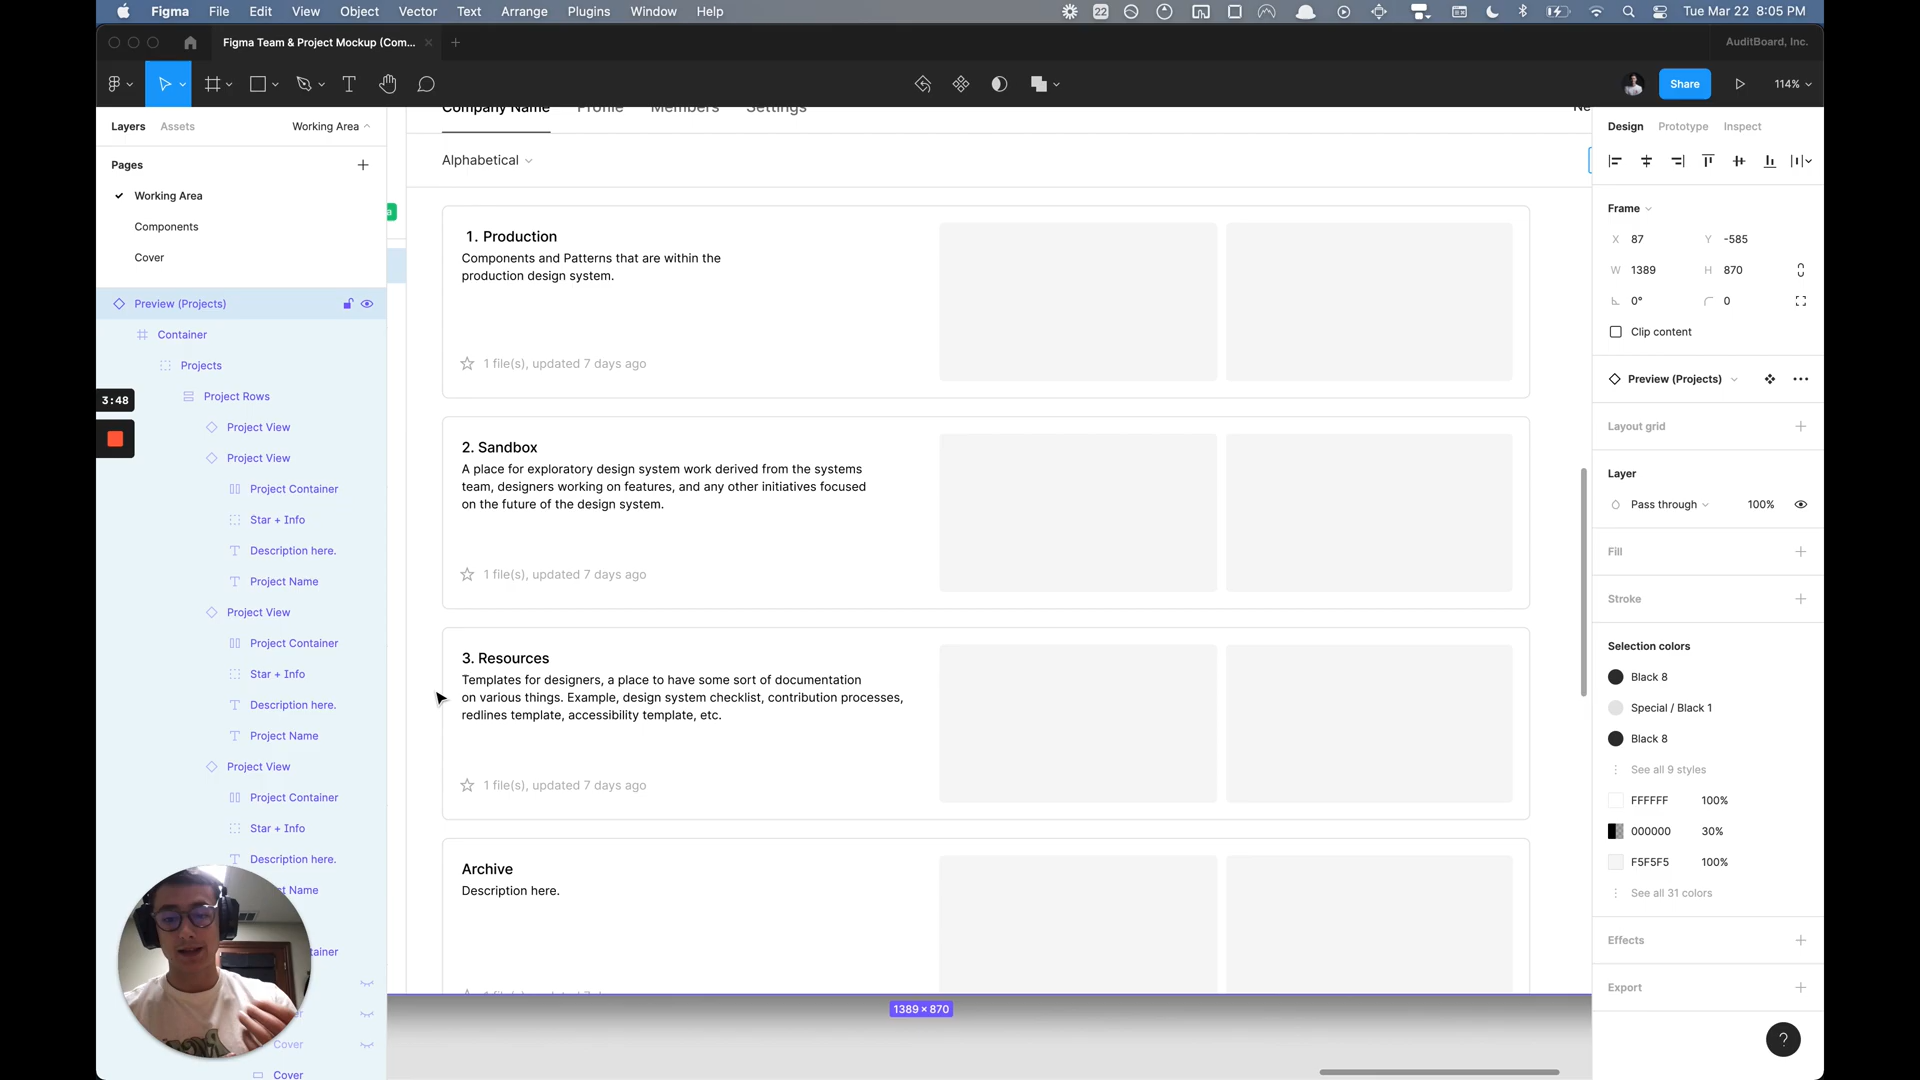 Figma File Edit View Object Vector Text Arrange Plugins Window Help
22
Tue Mar 22 8:05 PM
Figma Team & Project Mockup (Com...
AuditBoard, Inc.
Share
114%
Layers Assets Working Area
Pages
Working Area
Components
Cover
Preview (Projects)
Container
Projects
Project Rows
Project View
Project View
Project Container
Star + Info
Description here.
Project Name
Project View
Project Container
Star + Info
Description here.
Project Name
Project View
Project Container
Star + Info
Description here.
Name
tainer
Cover
Cover
3:48
Company Name Profile Members Settings
Ne
Alphabetical
1. Production
Components and Patterns that are within the
production design system.
1 file(s), updated 7 days ago
2. Sandbox
A place for exploratory design system work derived from the systems
team, designers working on features, and any other initiatives focused
on the future of the design system.
1 file(s), updated 7 days ago
3. Resources
Templates for designers, a place to have some sort of documentation
on various things. Example, design system checklist, contribution processes,
redlines template, accessibility template, etc.
1 file(s), updated 7 days ago
Archive
Description here.
1389 × 870
Design Prototype Inspect
Frame
X 87 Y -585
W 1389 H 870
0° 0
Clip content
Preview (Projects)
Layout grid
Layer
Pass through 100%
Fill
Stroke
Selection colors
Black 8
Special / Black 1
Black 8
See all 9 styles
FFFFFF 100%
000000 30%
F5F5F5 100%
See all 31 colors
Effects
Export
?